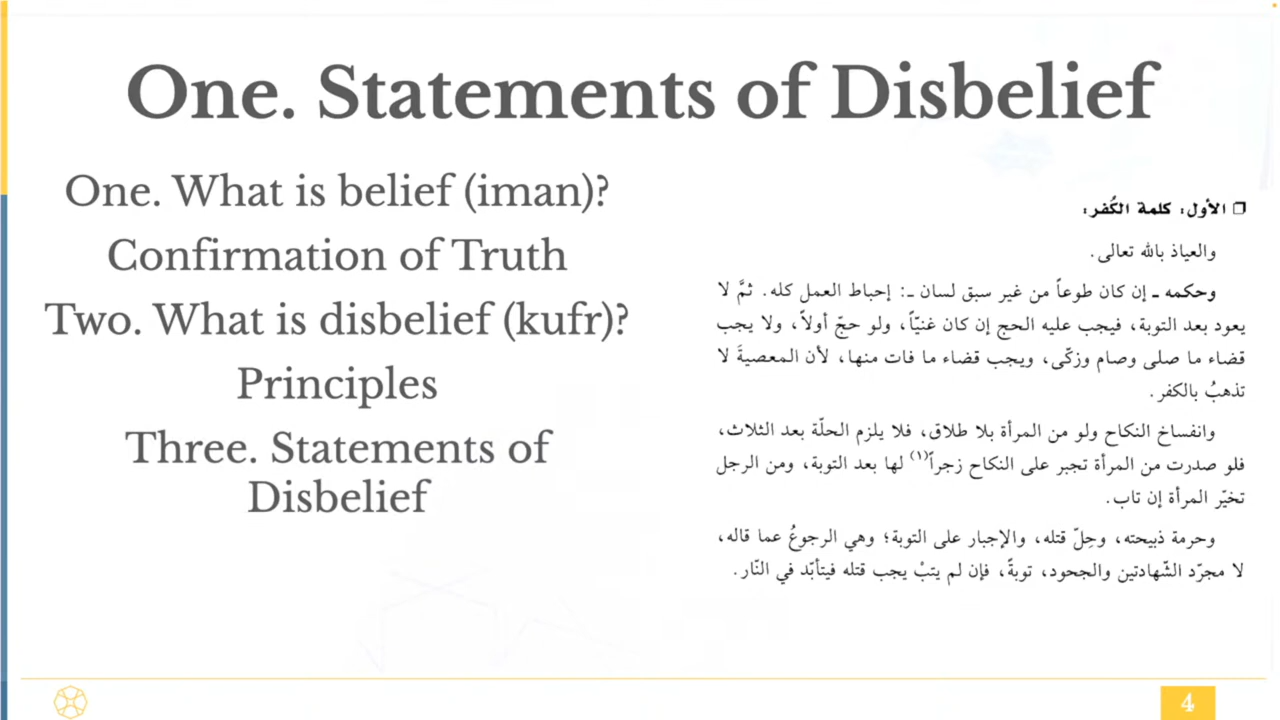 One. Statements of Disbelief
One. What is belief (iman)?
Confirmation of Truth
Two. What is disbelief (kufr)?
Principles
Three. Statements of
Disbelief
❐ الأول: كلمة الكُفر:
والعياذ بالله تعالى.
وحكمه ـ إن كان طوعاً من غير سبق لسان ـ: إحباط العمل كله. ثمَّ لا
يعود بعد التوبة، فيجب عليه الحج إن كان غنيّاً، ولو حجّ أولاً، ولا يجب
قضاء ما صلى وصام وزكّى، ويجب قضاء ما فات منها، لأن المعصيةَ لا
تذهبُ بالكفر.
وانفساخ النكاح ولو من المرأة بلا طلاق، فلا يلزم الحلّة بعد الثلاث،
فلو صدرت من المرأة تجبر على النكاح زجراً(١) لها بعد التوبة، ومن الرجل
تخيّر المرأة إن تاب.
وحرمة ذبيحته، وحِلّ قتله، والإجبار على التوبة؛ وهي الرجوعُ عما قاله،
لا مجرّد الشّهادتين والجحود، توبةً، فإن لم يتبْ يجب قتله فيتأبّد في النّار.
4